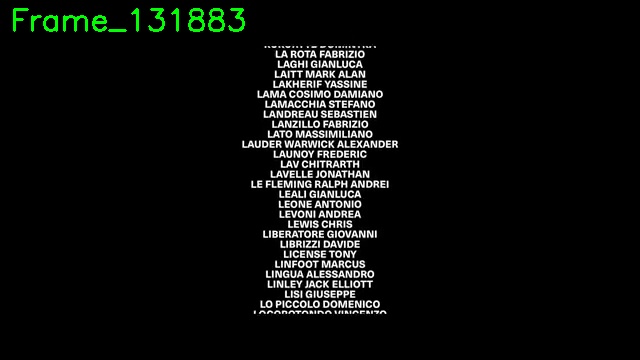 Frame_131883
LA ROTA FABRIZIO
LAGHI GIANLUCA
LAITT MARK ALAN
LAKHERIF YASSINE
LAMA COSIMO DAMIANO
LAMACCHIA STEFANO
LANDREAU SEBASTIEN
LANZILLO FABRIZIO
LATO MASSIMILIANO
LAUDER WARWICK ALEXANDER
LAUNOY FREDERIC
LAV CHITRARTH
LAVELLE JONATHAN
LE FLEMING RALPH ANDREI
LEALI GIANLUCA
LEONE ANTONIO
LEVONI ANDREA
LEWIS CHRIS
LIBERATORE GIOVANNI
LIBRIZZI DAVIDE
LICENSE TONY
LINFOOT MARCUS
LINGUA ALESSANDRO
LINLEY JACK ELLIOTT
LISI GIUSEPPE
LO PICCOLO DOMENICO
LOCOROTONDO VINCENZO